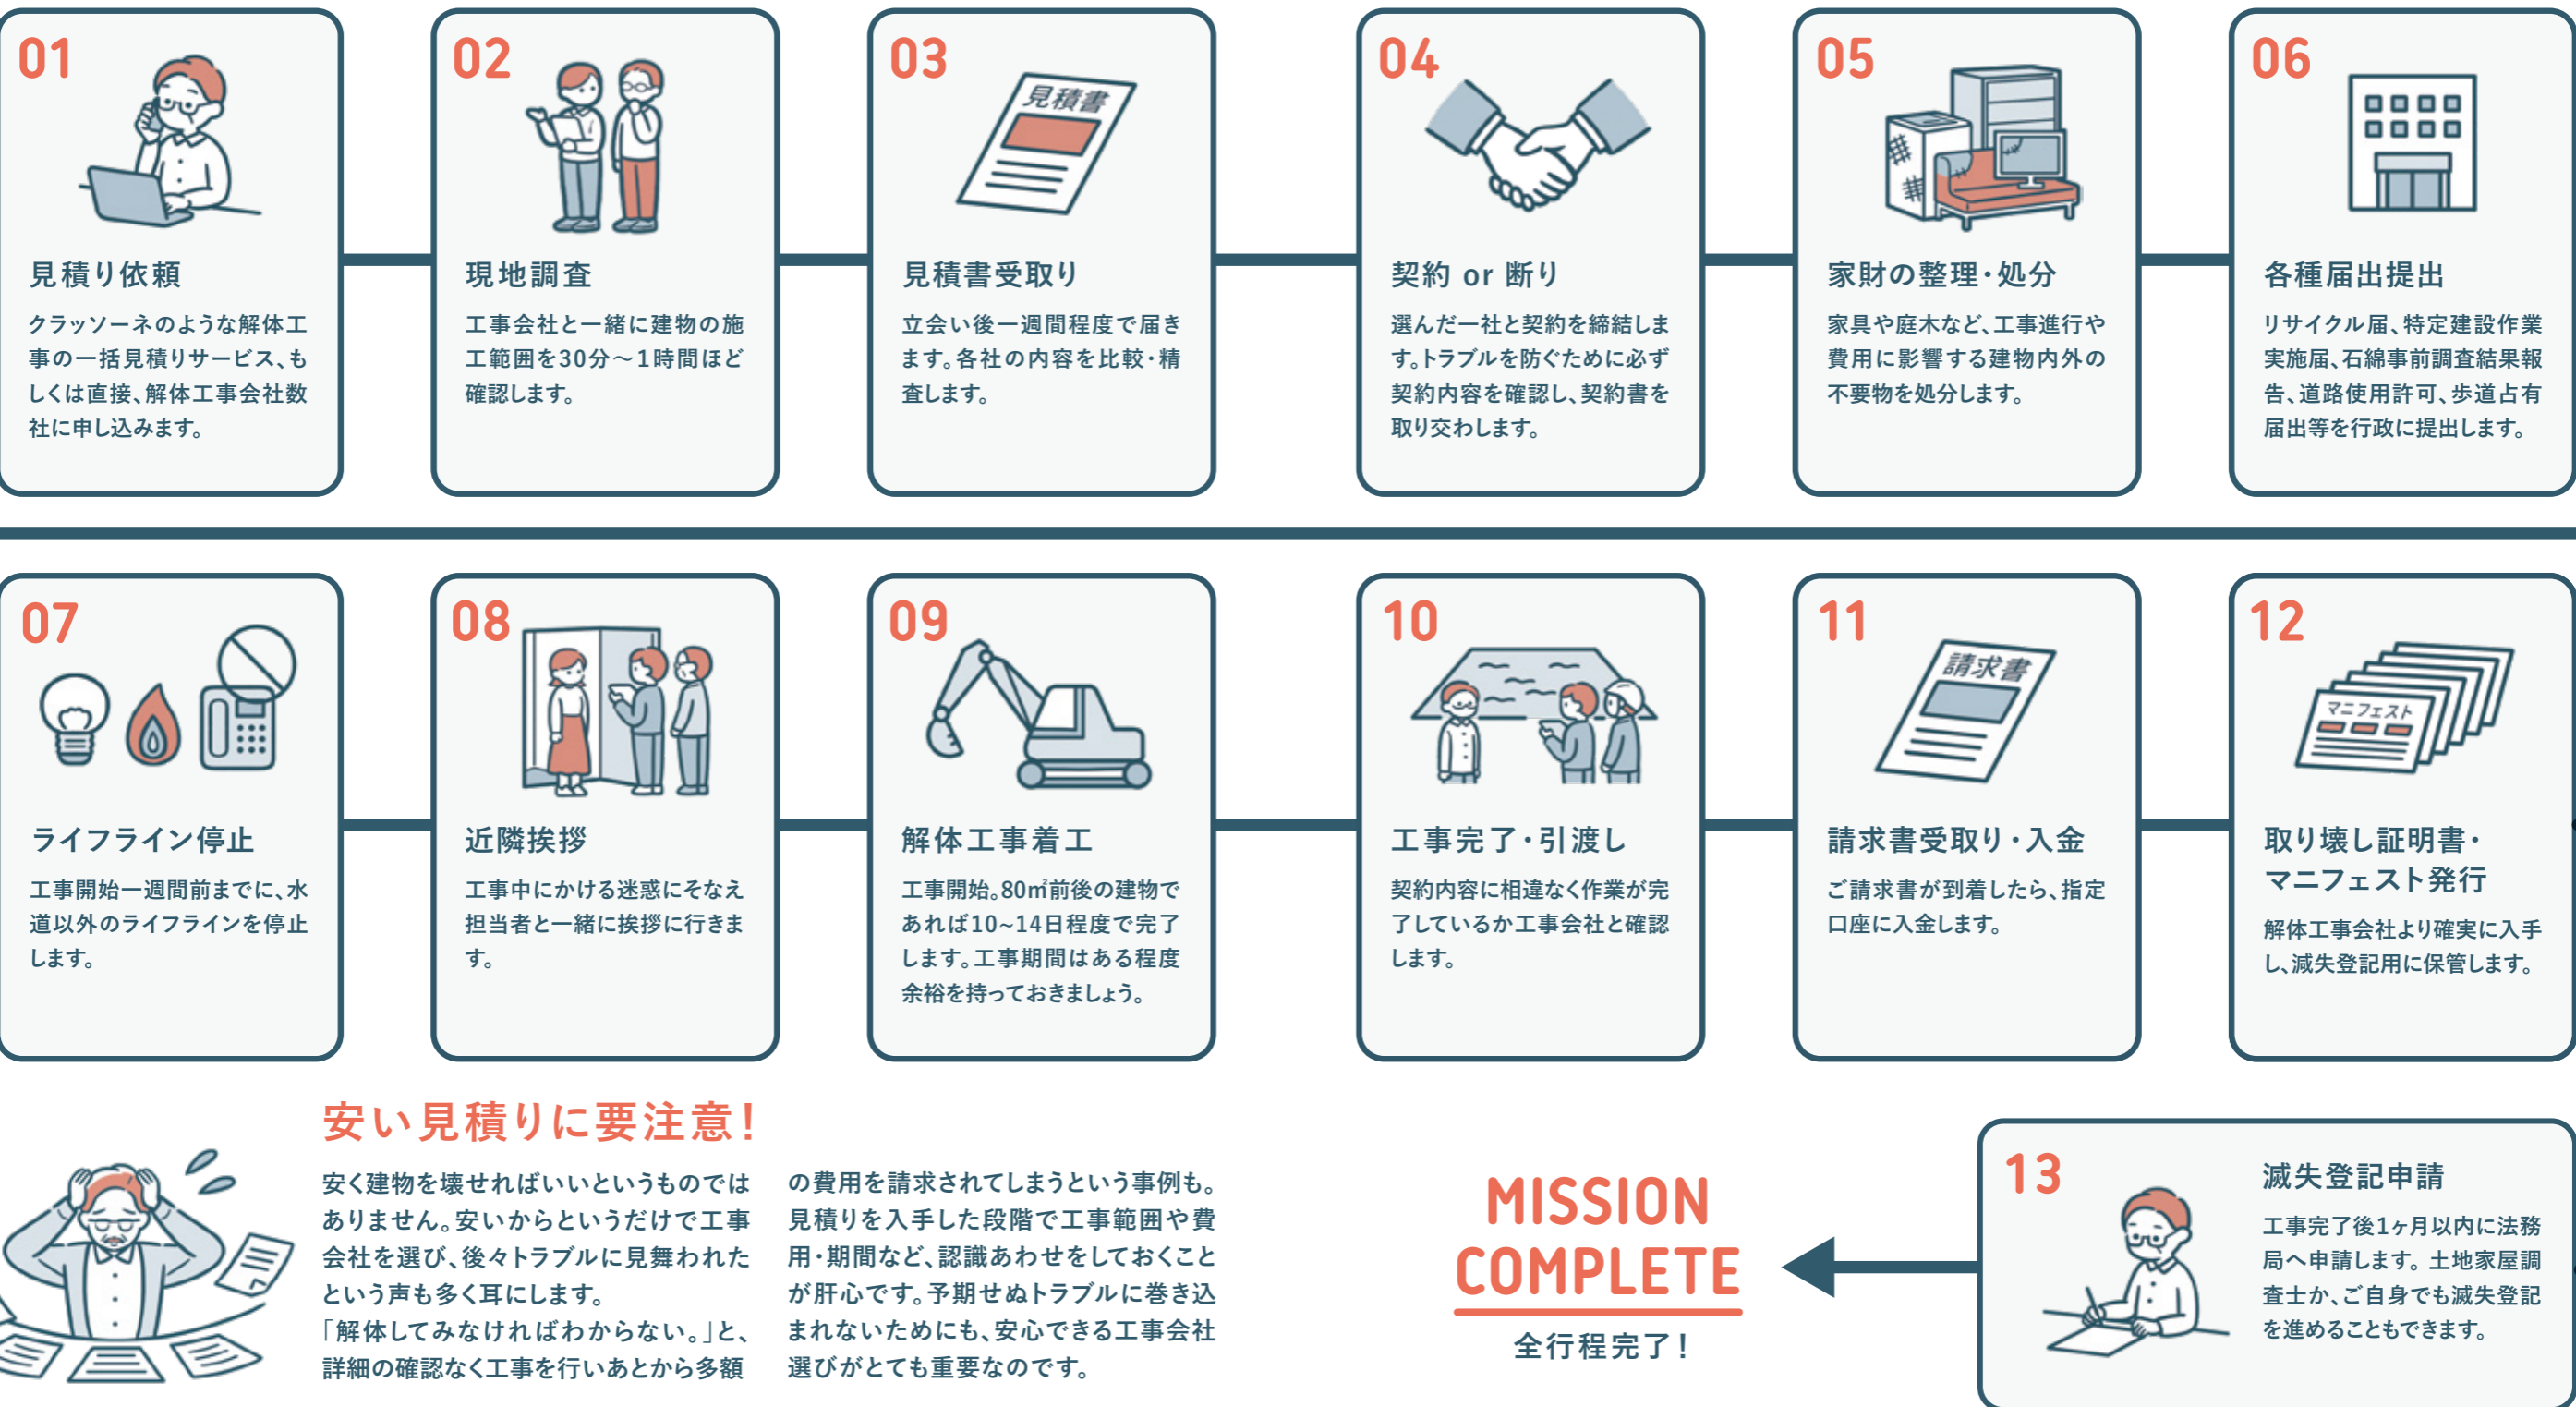 01
見積書
見積り依頼
クラッソーネのような解体工
事の一括見積りサービス、も
しくは直接、解体工事会社数
社に申し込みます。
02
現地調査
工事会社と一緒に建物の施
工範囲を30分〜1時間ほど
確認します。
03
見積書受取り
立会い後一週間程度で届き
ます。各社の内容を比較・精
査します。
04
契約 or 断り
選んだ一社と契約を締結しま
す。トラブルを防ぐために必ず
契約内容を確認し、契約書を
取り交わします。
05
家財の整理・処分
家具や庭木など、工事進行や
費用に影響する建物内外の
不要物を処分します。
06
各種届出提出
リサイクル届、特定建設作業
実施届、石綿事前調査結果報
告、道路使用許可、歩道占有
届出等を行政に提出します。
07
ライフライン停止
工事開始一週間前までに、水
道以外のライフラインを停止
します。
08
近隣挨拶
工事中にかける迷惑にそなえ
担当者と一緒に挨拶に行きま
す。
09
解体工事着工
工事開始。80㎡前後の建物で
あれば10~14日程度で完了
します。工事期間はある程度
余裕を持っておきましょう。
10
工事完了・引渡し
契約内容に相違なく作業が完
了しているか工事会社と確認
します。
11
請求書
請求書受取り・入金
ご請求書が到着したら、指定
口座に入金します。
12
マニフェスト
取り壊し証明書・
マニフェスト発行
解体工事会社より確実に入手
し、滅失登記用に保管します。
安い見積りに要注意!
安く建物を壊せればいいというものでは
ありません。安いからというだけで工事
会社を選び、後々トラブルに見舞われた
という声も多く耳にします。
「解体してみなければわからない。」と、
詳細の確認なく工事を行いあとから多額
の費用を請求されてしまうという事例も。
見積りを入手した段階で工事範囲や費
用・期間など、認識あわせをしておくこと
が肝心です。予期せぬトラブルに巻き込
まれないためにも、安心できる工事会社
選びがとても重要なのです。
13
滅失登記申請
工事完了後1ヶ月以内に法務
局へ申請します。土地家屋調
査士か、ご自身でも滅失登記
を進めることもできます。
MISSION
COMPLETE
全行程完了!